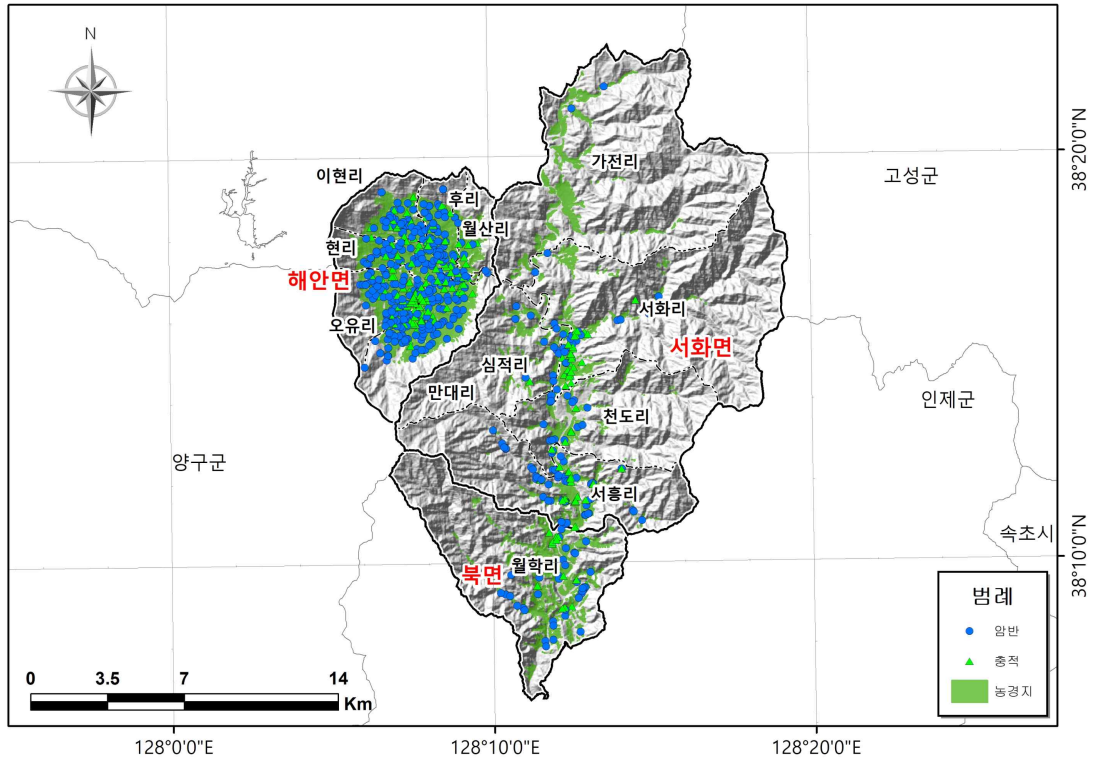 N
38°20'0"N
고성군
가전리
이현리
후리
월산리
현리
해안면
서화리
오유리
서화면
심적리
만대리
천도리
인제군
양구군
서흥리
속초시
38°10'0"N
월학리
북면
범례
암반
충적
농경지
0 3.5 7 14
Km
128°0'0"E 128°10'0"E 128°20'0"E